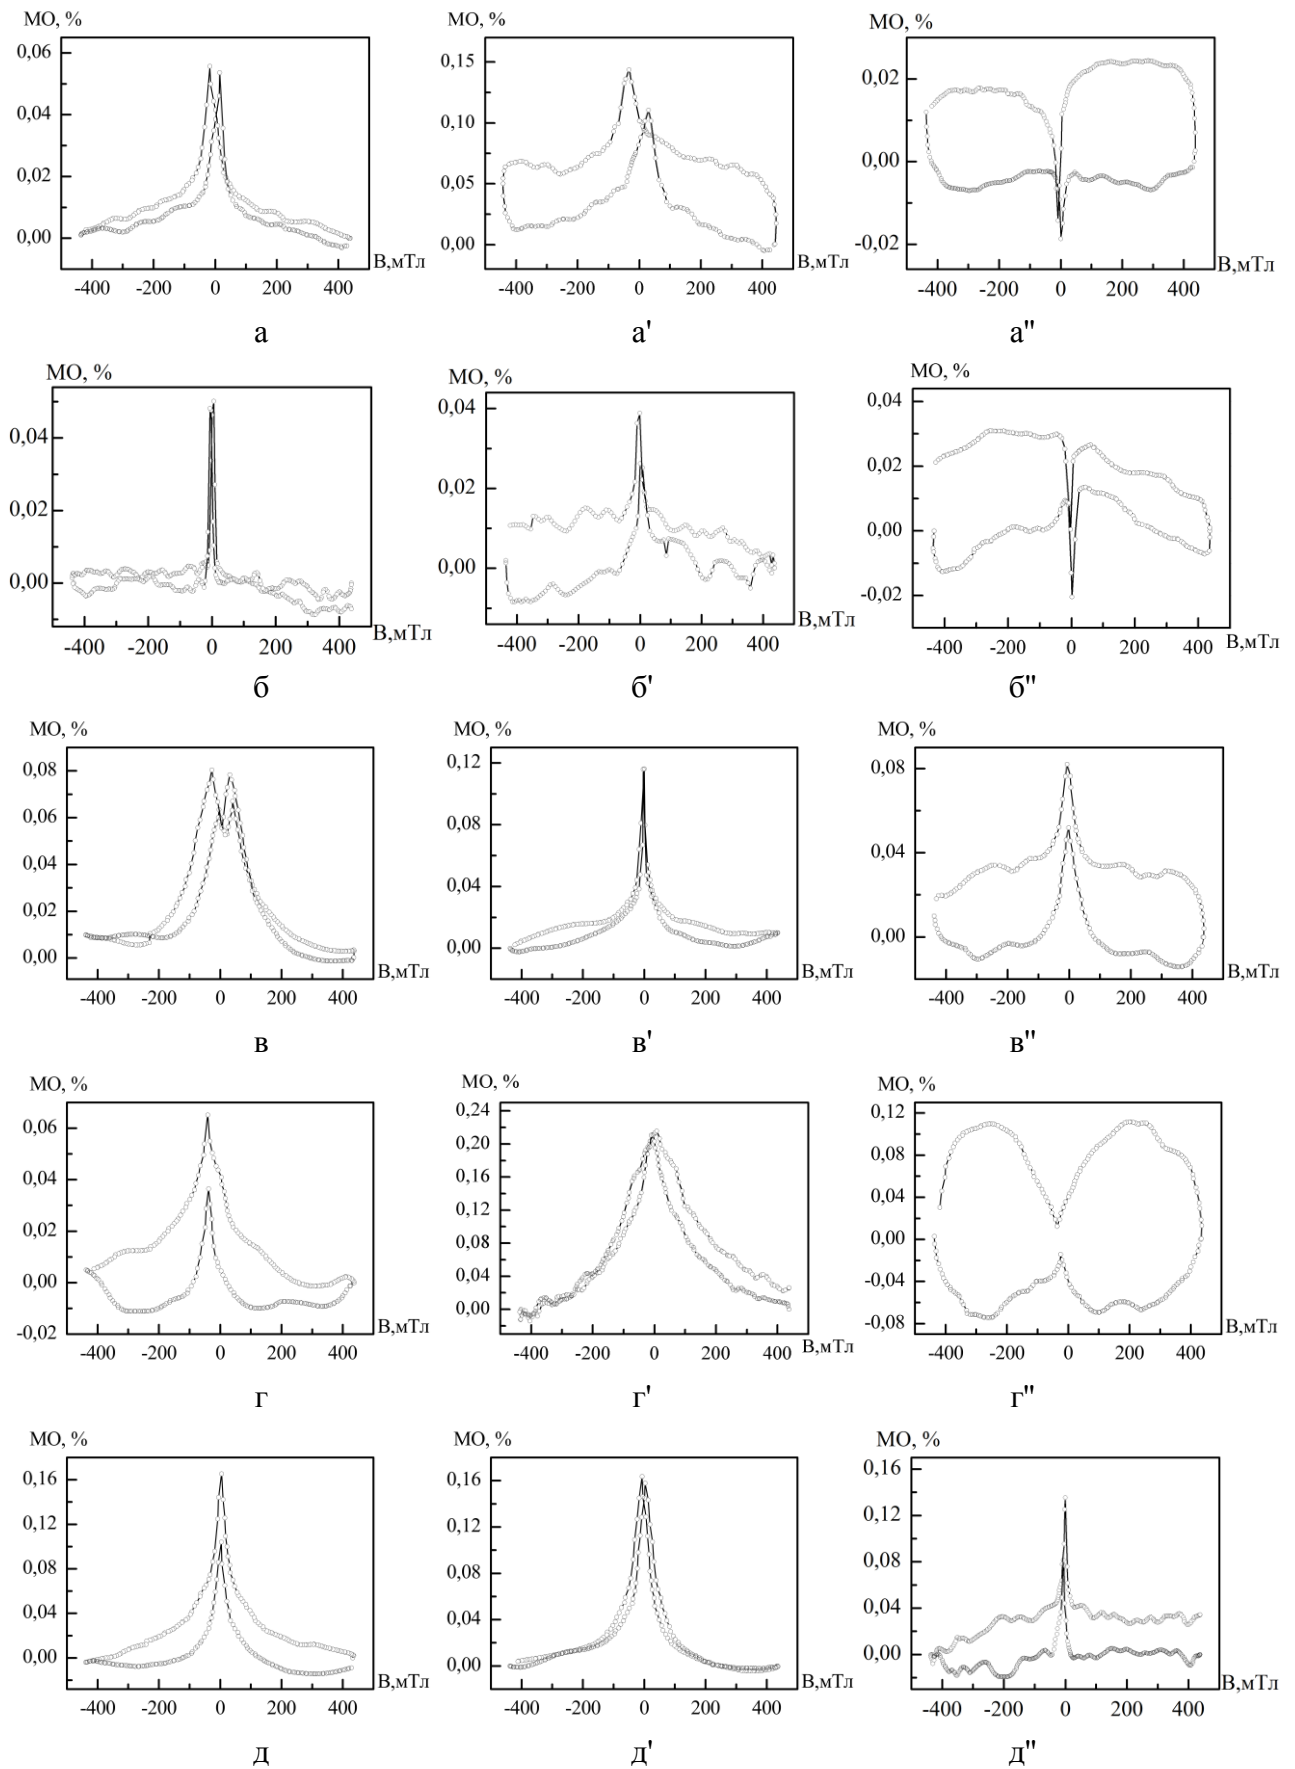 МО, % МО, % МО, %
0,06 0,15 0,02
0,04 0,10 0,00
0,02 0,05 -0,02
0,00 0,00
-400 -200 0 200 400 В,мТл -400 -200 0 200 400 В,мТл -400 -200 0 200 400 В,мТл
а а' а"
МО, % МО, % МО, %
0,04 0,04 0,04
0,02 0,02 0,02
0,00 0,00 0,00
-0,02
-400 -200 0 200 400 В,мТл -400 -200 0 200 400 В,мТл -400 -200 0 200 400 В,мТл
б б' б"
МО, % МО, % МО, %
0,08 0,12 0,08
0,06 0,08 0,04
0,04 0,04 0,00
0,02 0,00
0,00
-400 -200 0 200 400 В,мТл -400 -200 0 200 400 В,мТл -400 -200 0 200 400 В,мТл
в в' в"
МО, % МО, % МО, %
0,06 0,24 0,12
0,04 0,20 0,08
0,02 0,16 0,04
0,00 0,12 0,00
-0,02 0,08 -0,04
0,04 -0,08
0,00
-400 -200 0 200 400 В,мТл -400 -200 0 200 400 В,мТл -400 -200 0 200 400 В,мТл
г г' г"
МО, % МО, % МО, %
0,16 0,16 0,16
0,12 0,12 0,12
0,08 0,08 0,08
0,04 0,04 0,04
0,00 0,00 0,00
-400 -200 0 200 400 В,мТл -400 -200 0 200 400 В,мТл -400 -200 0 200 400 В,мТл
д д' д"